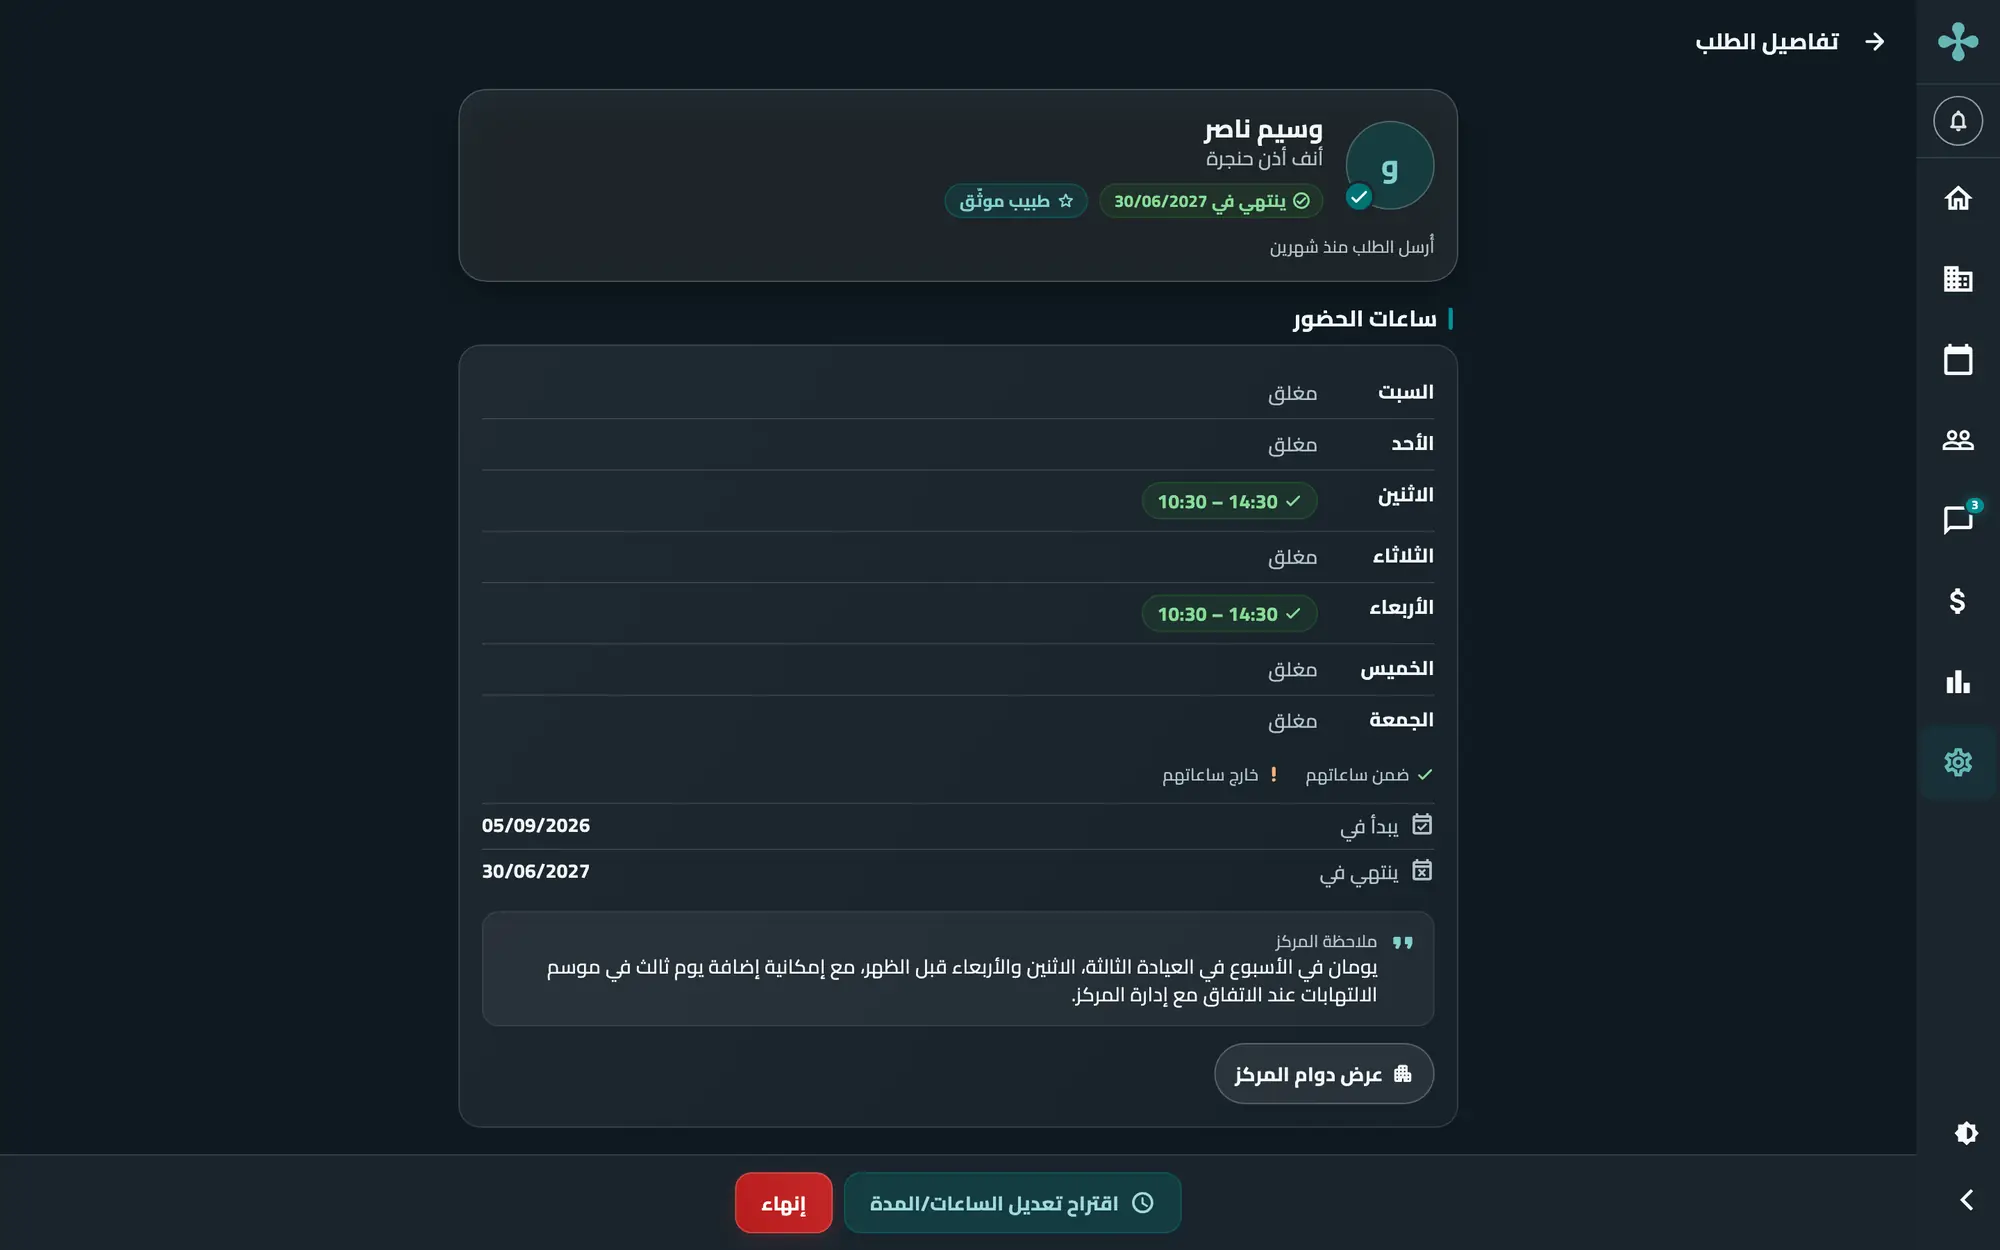 تفاصيل الطلب
3
و
وسيم ناصر
أنف أذن حنجرة
ينتهي في 30/06/2027
طبيب موثّق
أُرسل الطلب منذ شهرين
ساعات الحضور
السبت مغلق
الأحد مغلق
الاثنين 10:30 – 14:30
الثلاثاء مغلق
الأربعاء 10:30 – 14:30
الخميس مغلق
الجمعة مغلق
ضمن ساعاتهم خارج ساعاتهم
يبدأ في 05/09/2026
ينتهي في 30/06/2027
ملاحظة المركز
يومان في الأسبوع في العيادة الثالثة، الاثنين والأربعاء قبل الظهر، مع إمكانية إضافة يوم ثالث في موسم
الالتهابات عند الاتفاق مع إدارة المركز.
عرض دوام المركز
اقتراح تعديل الساعات/المدة
إنهاء